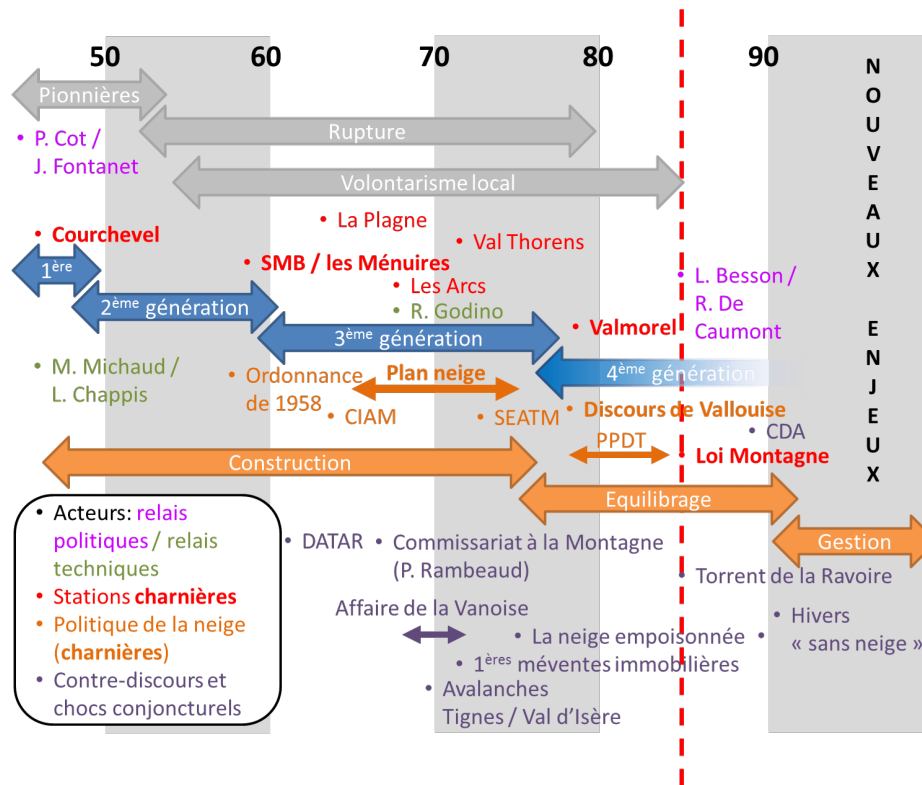 50 60 70 80 90
NOUVEAUX ENJEUX
Pionnières
Rupture
• P. Cot /
J. Fontanet
Volontarisme local
• La Plagne
• Courchevel
• Val Thorens
1ère
• SMB / les Ménuires
• L. Besson /
R. De
Caumont
• Les Arcs
• R. Godino
2ème génération
• Valmorel
3ème génération
• M. Michaud /
L. Chappis
• Ordonnance
de 1958
Plan neige
4ème génération
• CIAM
• SEATM
• Discours de Vallouise
• CDA
PPDT
• Loi Montagne
Construction
Equilibrage
• Acteurs: relais
politiques / relais
techniques
• Stations charnières
• Politique de la neige
(charnières)
• Contre-discours et
chocs conjoncturels
• DATAR
• Commissariat à la Montagne
(P. Rambeaud)
Gestion
• Torrent de la Ravoire
Affaire de la Vanoise
• Hivers
« sans neige »
• La neige empoisonnée •
• 1ères méventes immobilières
• Avalanches
Tignes / Val d’Isère